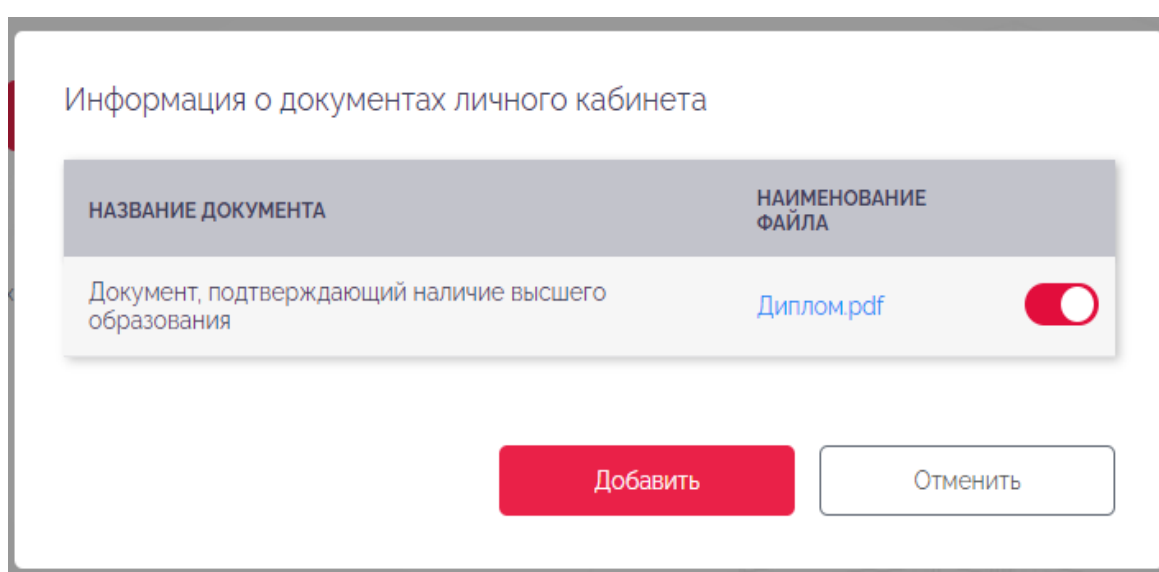 Информация о документах личного кабинета
НАЗВАНИЕ ДОКУМЕНТА
НАИМЕНОВАНИЕ
ФАЙЛА
Документ, подтверждающий наличие высшего
образования
Диплом.pdf
Добавить
Отменить